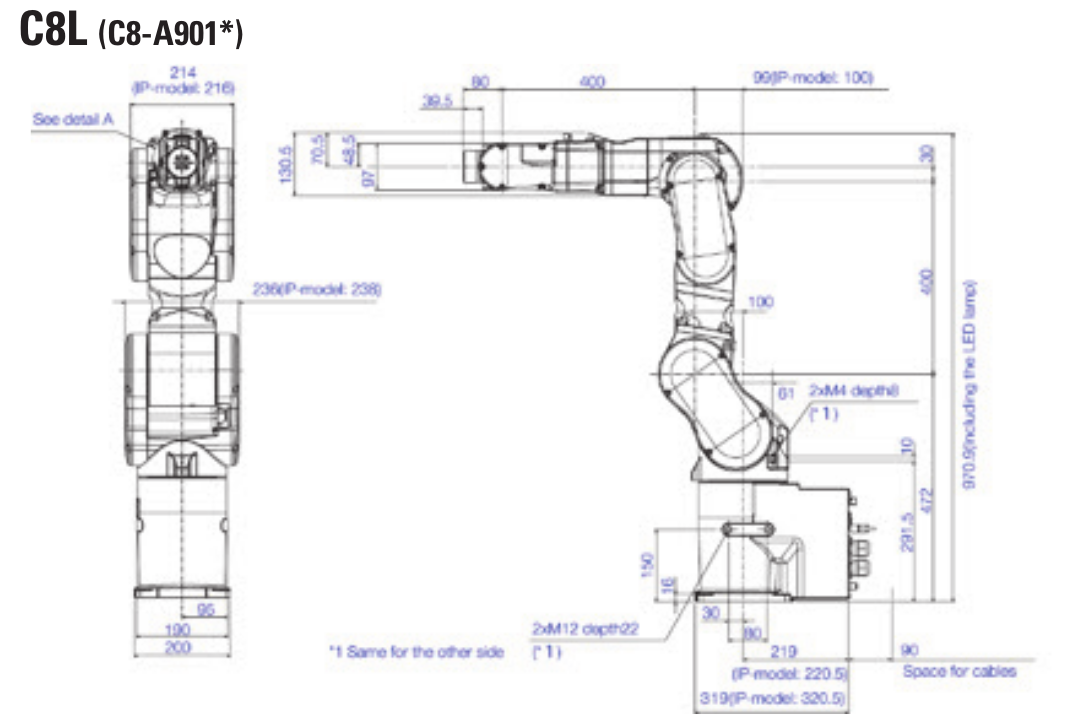 C8L (C8-A901*)
214
(IP-model: 216)
See detail A
80
400
99(IP-model: 100)
39.5
130.5
70.5
48.5
97
30
236(IP-model: 238)
400
100
970.9(including the LED lamp)
61
2xM4 depth8
(*1)
10
472
291.5
150
16
95
190
200
30
80
2xM12 depth22
(*1)
*1 Same for the other side
219
(IP-model: 220.5)
90
Space for cables
319(IP-model: 320.5)